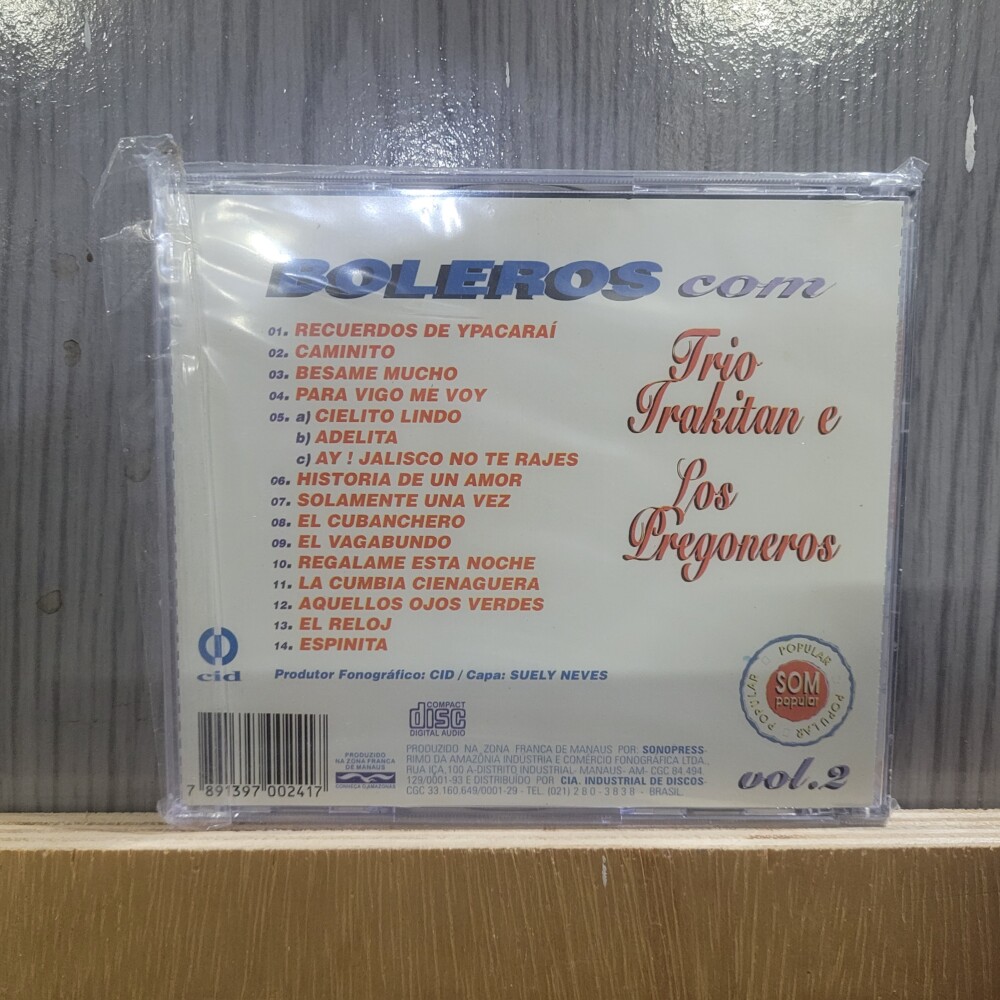 BOLEROS com
Trio
Irakitan e
Los
Pregoneros
01. RECUERDOS DE YPACARAÍ
02. CAMINITO
03. BESAME MUCHO
04. PARA VIGO ME VOY
05. a) CIELITO LINDO
b) ADELITA
c) AY ! JALISCO NO TE RAJES
06. HISTORIA DE UN AMOR
07. SOLAMENTE UNA VEZ
08. EL CUBANCHERO
09. EL VAGABUNDO
10. REGALAME ESTA NOCHE
11. LA CUMBIA CIENAGUERA
12. AQUELLOS OJOS VERDES
13. EL RELOJ
14. ESPINITA
Produtor Fonográfico: CID / Capa: SUELY NEVES
cid
POPULAR POPULAR POPULAR
SOM
popular
vol.2
COMPACT
disc
DIGITAL AUDIO
PRODUZIDO
NA ZONA FRANCA
DE MANAUS
CONHEÇA O AMAZONAS
PRODUZIDO NA ZONA FRANCA DE MANAUS POR: SONOPRESS-
RIMO DA AMAZÔNIA INDUSTRIA E COMÉRCIO FONOGRÁFICA LTDA.,
RUA IÇA,100 A-DISTRITO INDUSTRIAL- MANAUS- AM- CGC 84.494.
129/0001-93 E DISTRIBUIDO POR CIA. INDUSTRIAL DE DISCOS-
CGC 33.160.649/0001-29 - TEL. (021) 280-3838 - BRASIL.
7 891397 002417